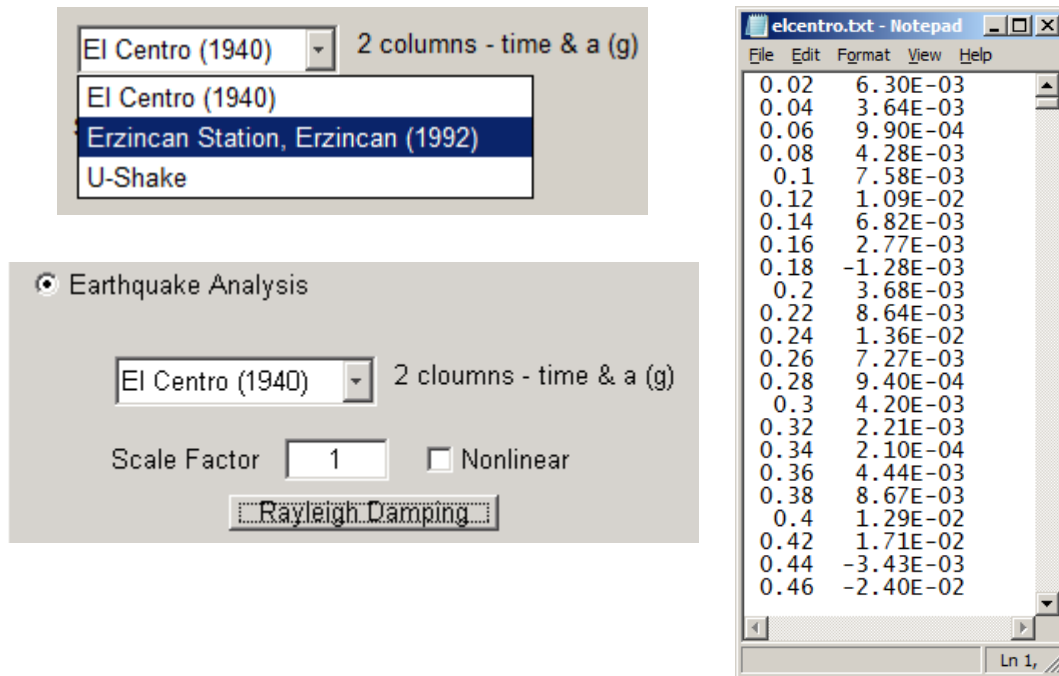 El Centro (1940) 2 columns - time & a (g)
El Centro (1940)
Erzincan Station, Erzincan (1992)
U-Shake
Earthquake Analysis
El Centro (1940) 2 cloumns - time & a (g)
Scale Factor 1 Nonlinear
Rayleigh Damping
elcentro.txt - Notepad
File Edit Format View Help
0.02 6.30E-03
0.04 3.64E-03
0.06 9.90E-04
0.08 4.28E-03
0.1 7.58E-03
0.12 1.09E-02
0.14 6.82E-03
0.16 2.77E-03
0.18 -1.28E-03
0.2 3.68E-03
0.22 8.64E-03
0.24 1.36E-02
0.26 7.27E-03
0.28 9.40E-04
0.3 4.20E-03
0.32 2.21E-03
0.34 2.10E-04
0.36 4.44E-03
0.38 8.67E-03
0.4 1.29E-02
0.42 1.71E-02
0.44 -3.43E-03
0.46 -2.40E-02
Ln 1,